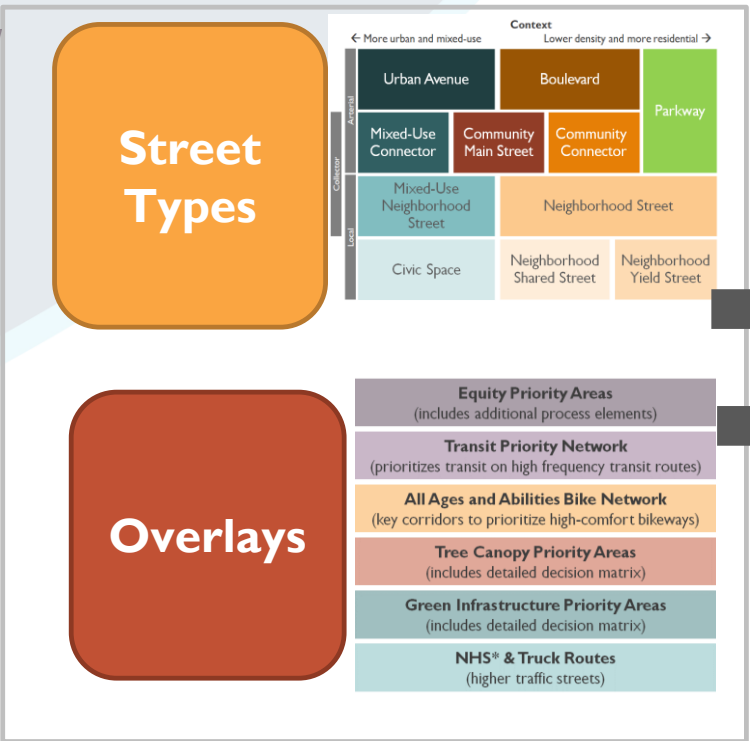 Context
← More urban and mixed-use
Lower density and more residential →
Street
Types
Arterial
Collector
Local
Urban Avenue
Boulevard
Parkway
Mixed-Use
Connector
Community
Main Street
Community
Connector
Mixed-Use
Neighborhood
Street
Neighborhood Street
Civic Space
Neighborhood
Shared Street
Neighborhood
Yield Street
Overlays
Equity Priority Areas
(includes additional process elements)
Transit Priority Network
(prioritizes transit on high frequency transit routes)
All Ages and Abilities Bike Network
(key corridors to prioritize high-comfort bikeways)
Tree Canopy Priority Areas
(includes detailed decision matrix)
Green Infrastructure Priority Areas
(includes detailed decision matrix)
NHS* & Truck Routes
(higher traffic streets)